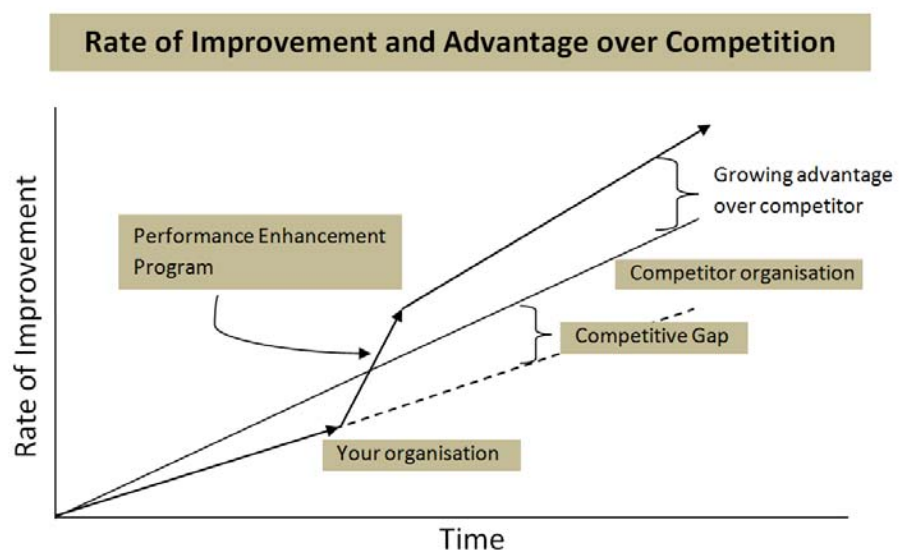 Rate of Improvement and Advantage over Competition
Rate of Improvement
Performance Enhancement
Program
Growing advantage
over competitor
Competitor organisation
Competitive Gap
Your organisation
Time